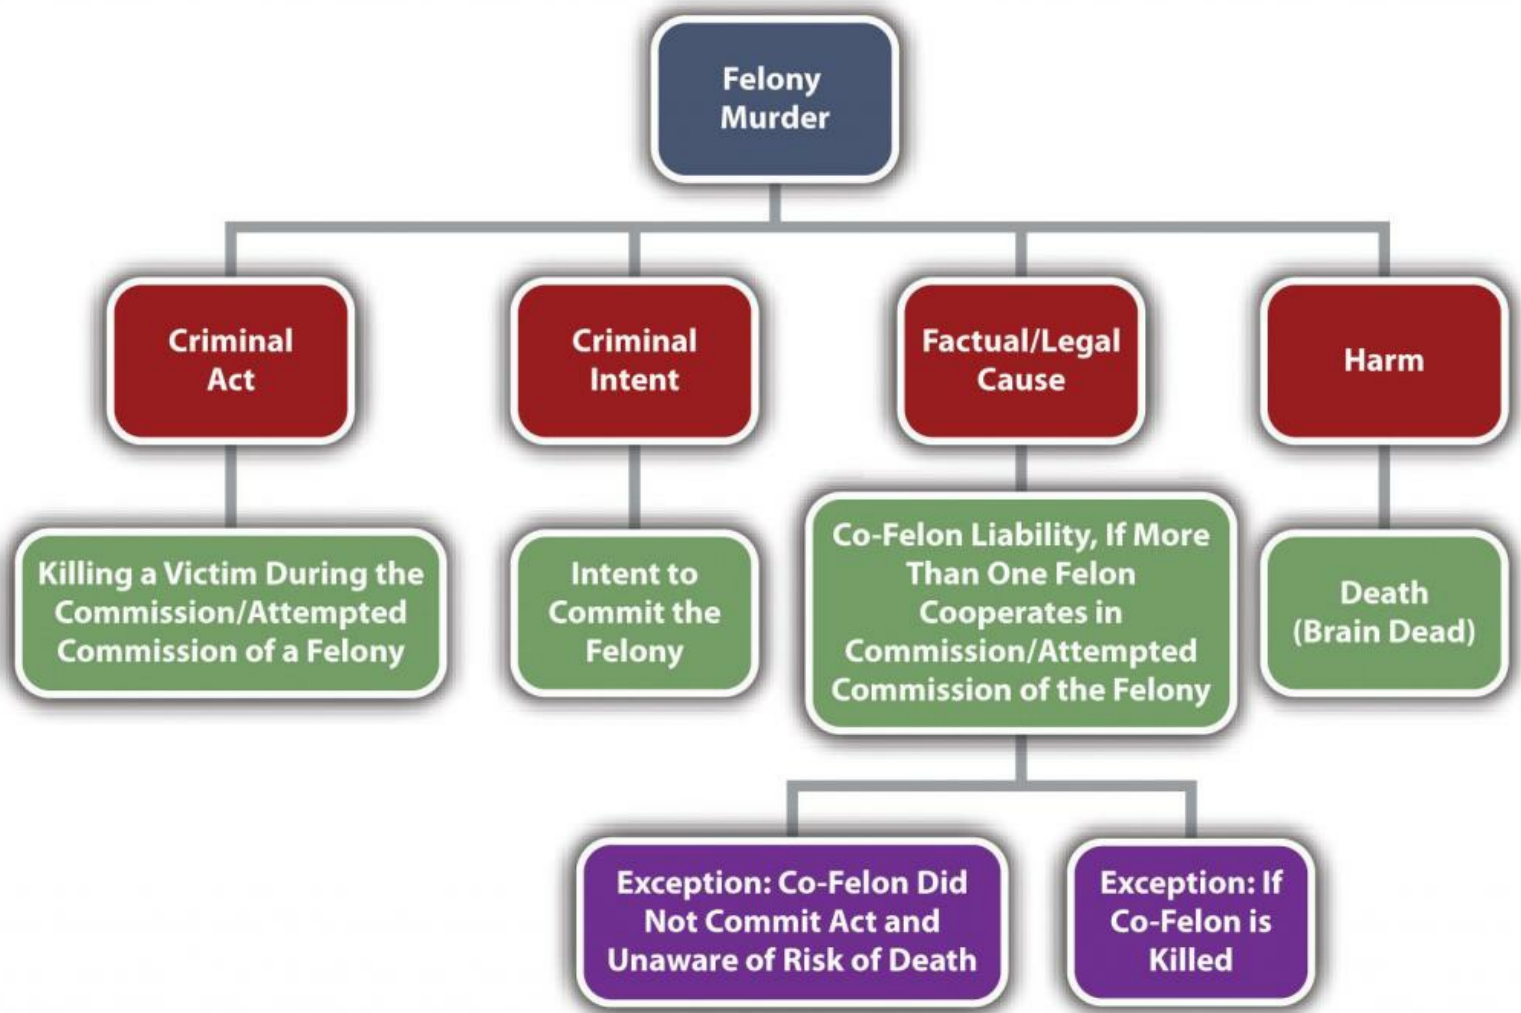 Felony
Murder
Criminal
Act
Criminal
Intent
Factual/Legal
Cause
Harm
Killing a Victim During the
Commission/Attempted
Commission of a Felony
Intent to
Commit the
Felony
Co-Felon Liability, If More
Than One Felon
Cooperates in
Commission/Attempted
Commission of the Felony
Death
(Brain Dead)
Exception: Co-Felon Did
Not Commit Act and
Unaware of Risk of Death
Exception: If
Co-Felon is
Killed